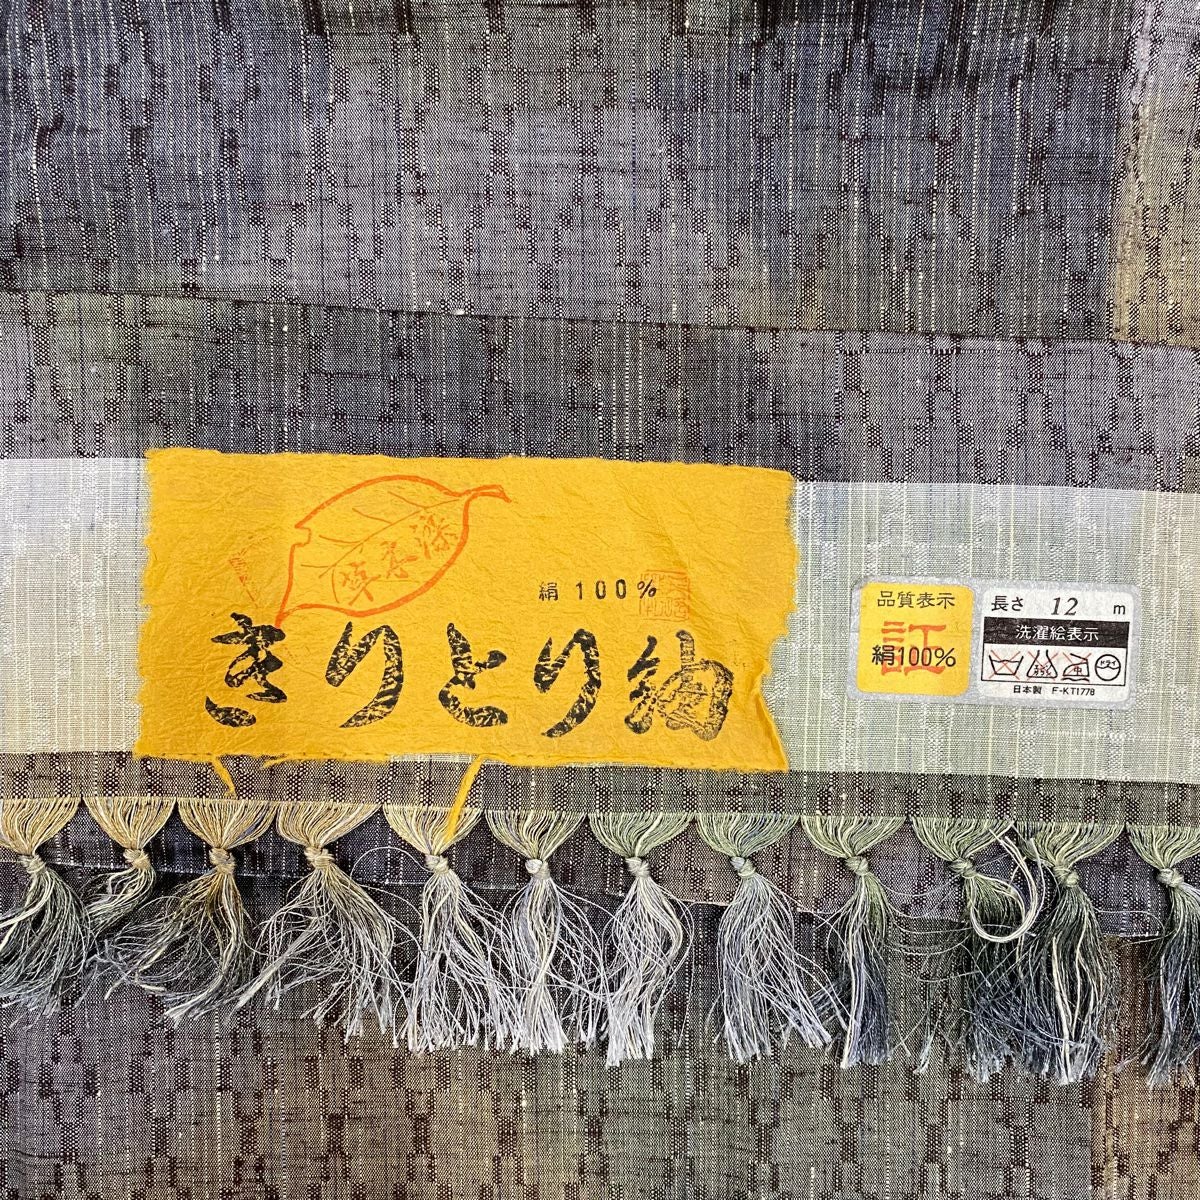 草木染
絹 100%
きりとり紬
品質表示
証
絹100%
長さ 12 m
洗濯絵表示
日本製 F-KT1778